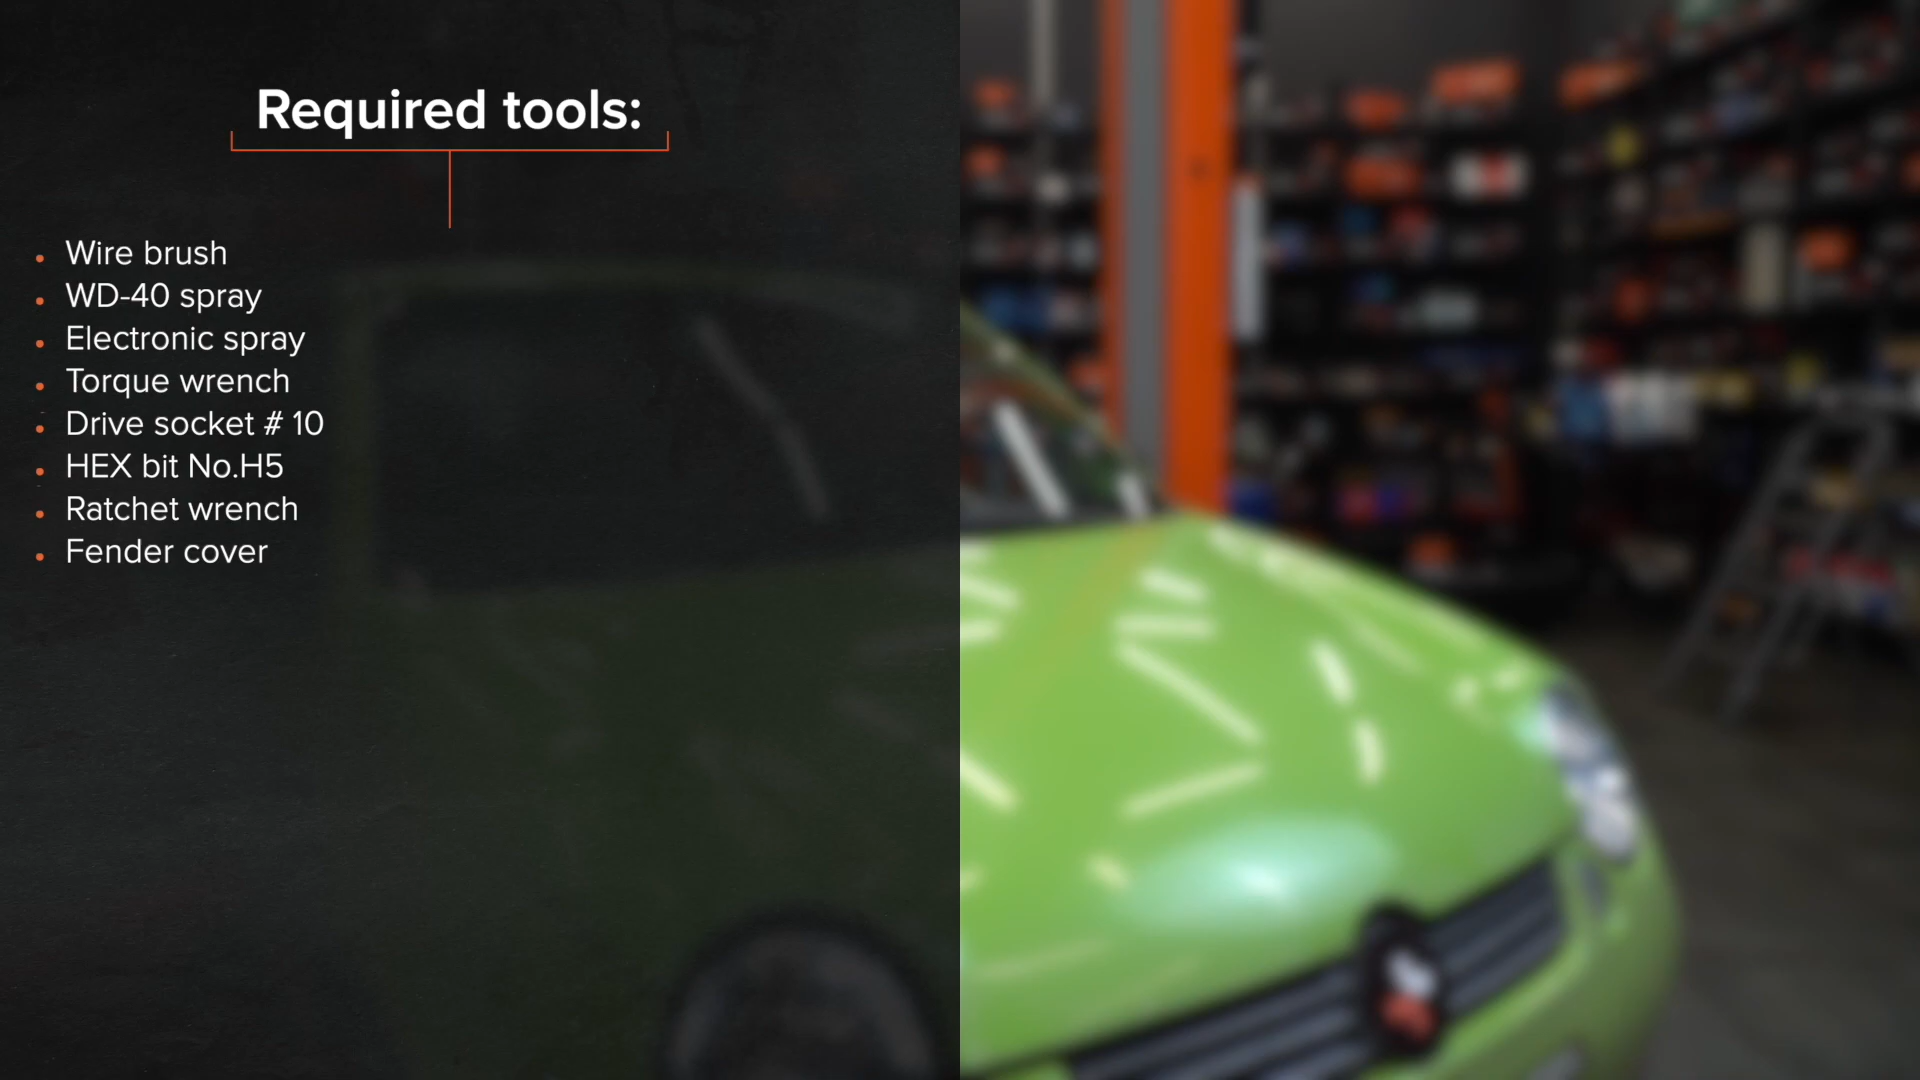 Required tools:
Wire brush
WD-40 spray
Electronic spray
Torque wrench
Drive socket # 10
HEX bit No.H5
Ratchet wrench
Fender cover